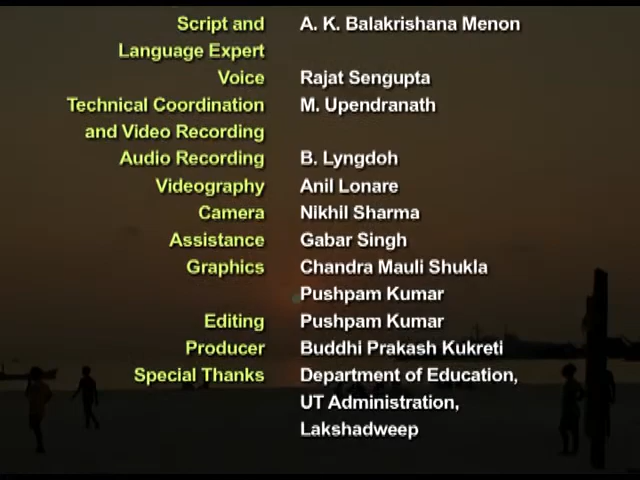 Script and A. K. Balakrishana Menon
Language Expert
Voice Rajat Sengupta
Technical Coordination M. Upendranath
and Video Recording
Audio Recording B. Lyngdoh
Videography Anil Lonare
Camera Nikhil Sharma
Assistance Gabar Singh
Graphics Chandra Mauli Shukla
Pushpam Kumar
Editing Pushpam Kumar
Producer Buddhi Prakash Kukreti
Special Thanks Department of Education,
UT Administration,
Lakshadweep